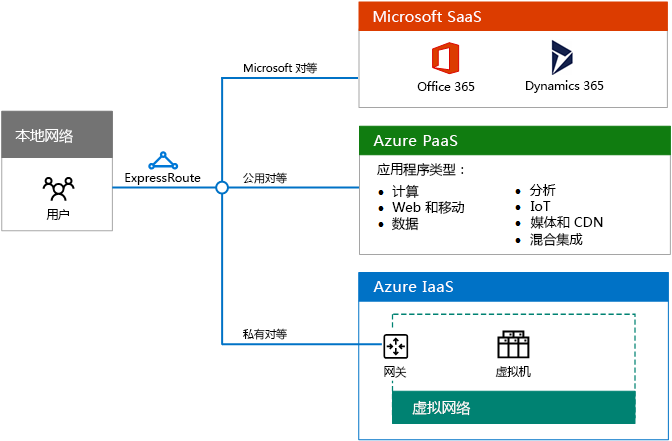 Microsoft SaaS
Office 365
Dynamics 365
Microsoft 对等
本地网络
用户
ExpressRoute
公用对等
Azure PaaS
应用程序类型：
• 计算
• Web 和移动
• 数据
• 分析
• IoT
• 媒体和 CDN
• 混合集成
Azure IaaS
私有对等
网关
虚拟机
虚拟网络